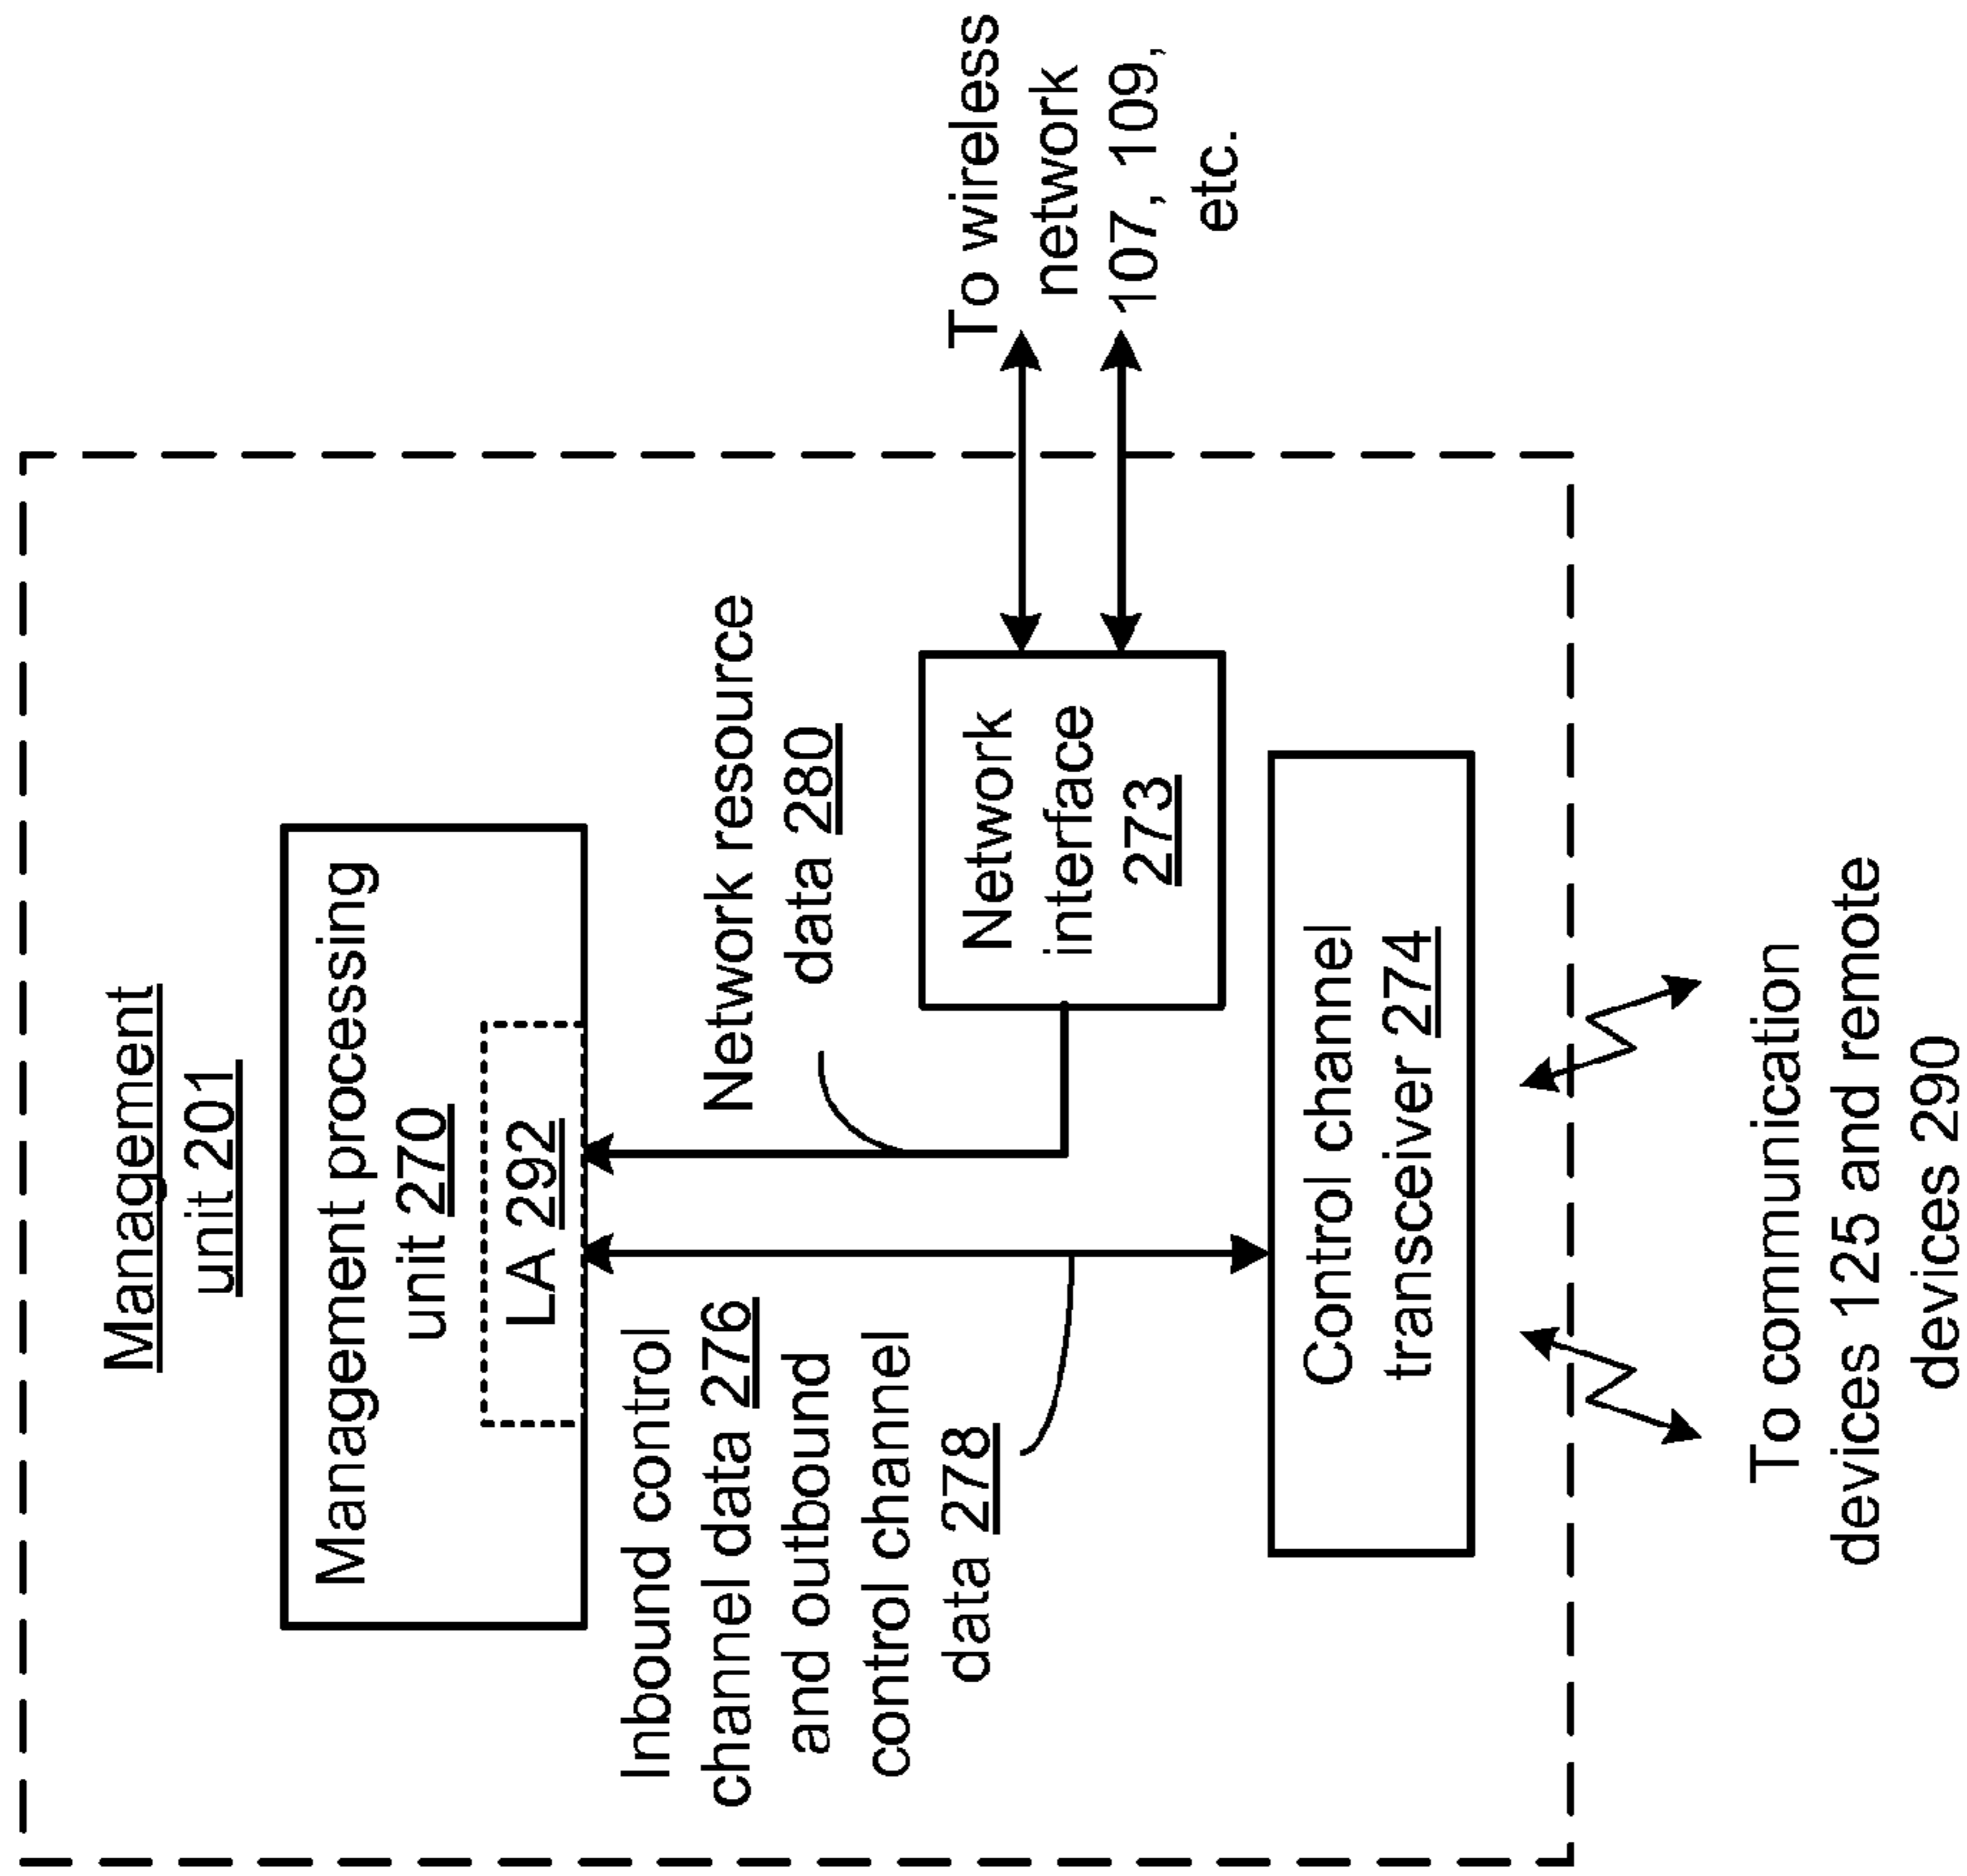 Management
unit 201
Management processing
unit 270
LA 292
Inbound control
channel data 276
and outbound
control channel
data 278
Network resource
data 280
Network
interface
273
To wireless
network
107, 109,
etc.
Control channel
transceiver 274
To communication
devices 125 and remote
devices 290